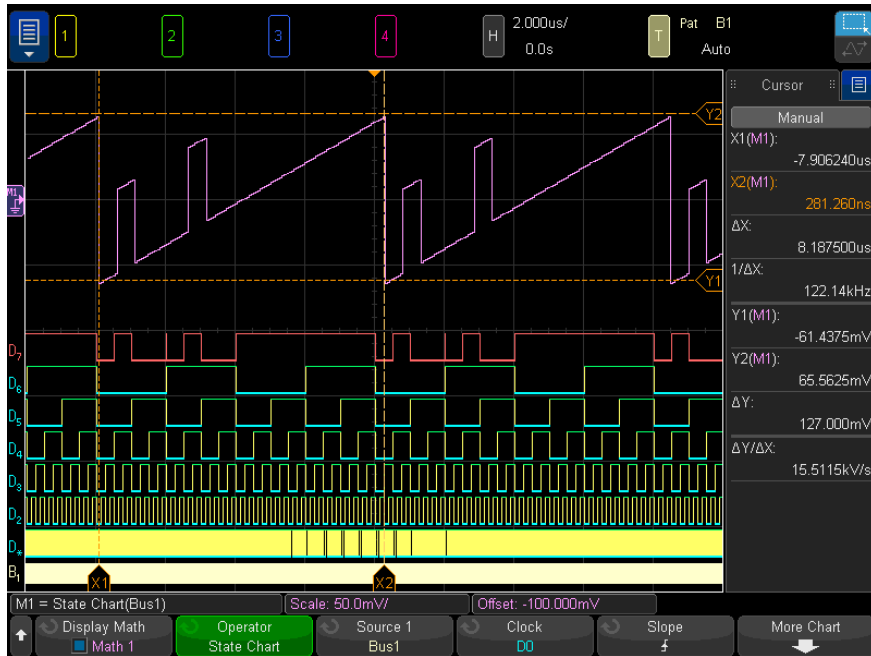 1 2 3 4 H 2.000us/ 0.0s T Pat B1 Auto
Cursor
Manual
X1(M1):
-7.906240us
X2(M1):
281.260ns
ΔX:
8.187500us
1/ΔX:
122.14kHz
Y1(M1):
-61.4375mV
Y2(M1):
65.5625mV
ΔY:
127.000mV
ΔY/ΔX:
15.5115kV/s
Y2
M1
Y1
D7
D6
D5
D4
D3
D2
D*
B1
X1 X2
M1 = State Chart(Bus1) Scale: 50.0mV/ Offset: -100.000mV
Display Math Operator Source 1 Clock Slope More Chart
Math 1 State Chart Bus1 D0